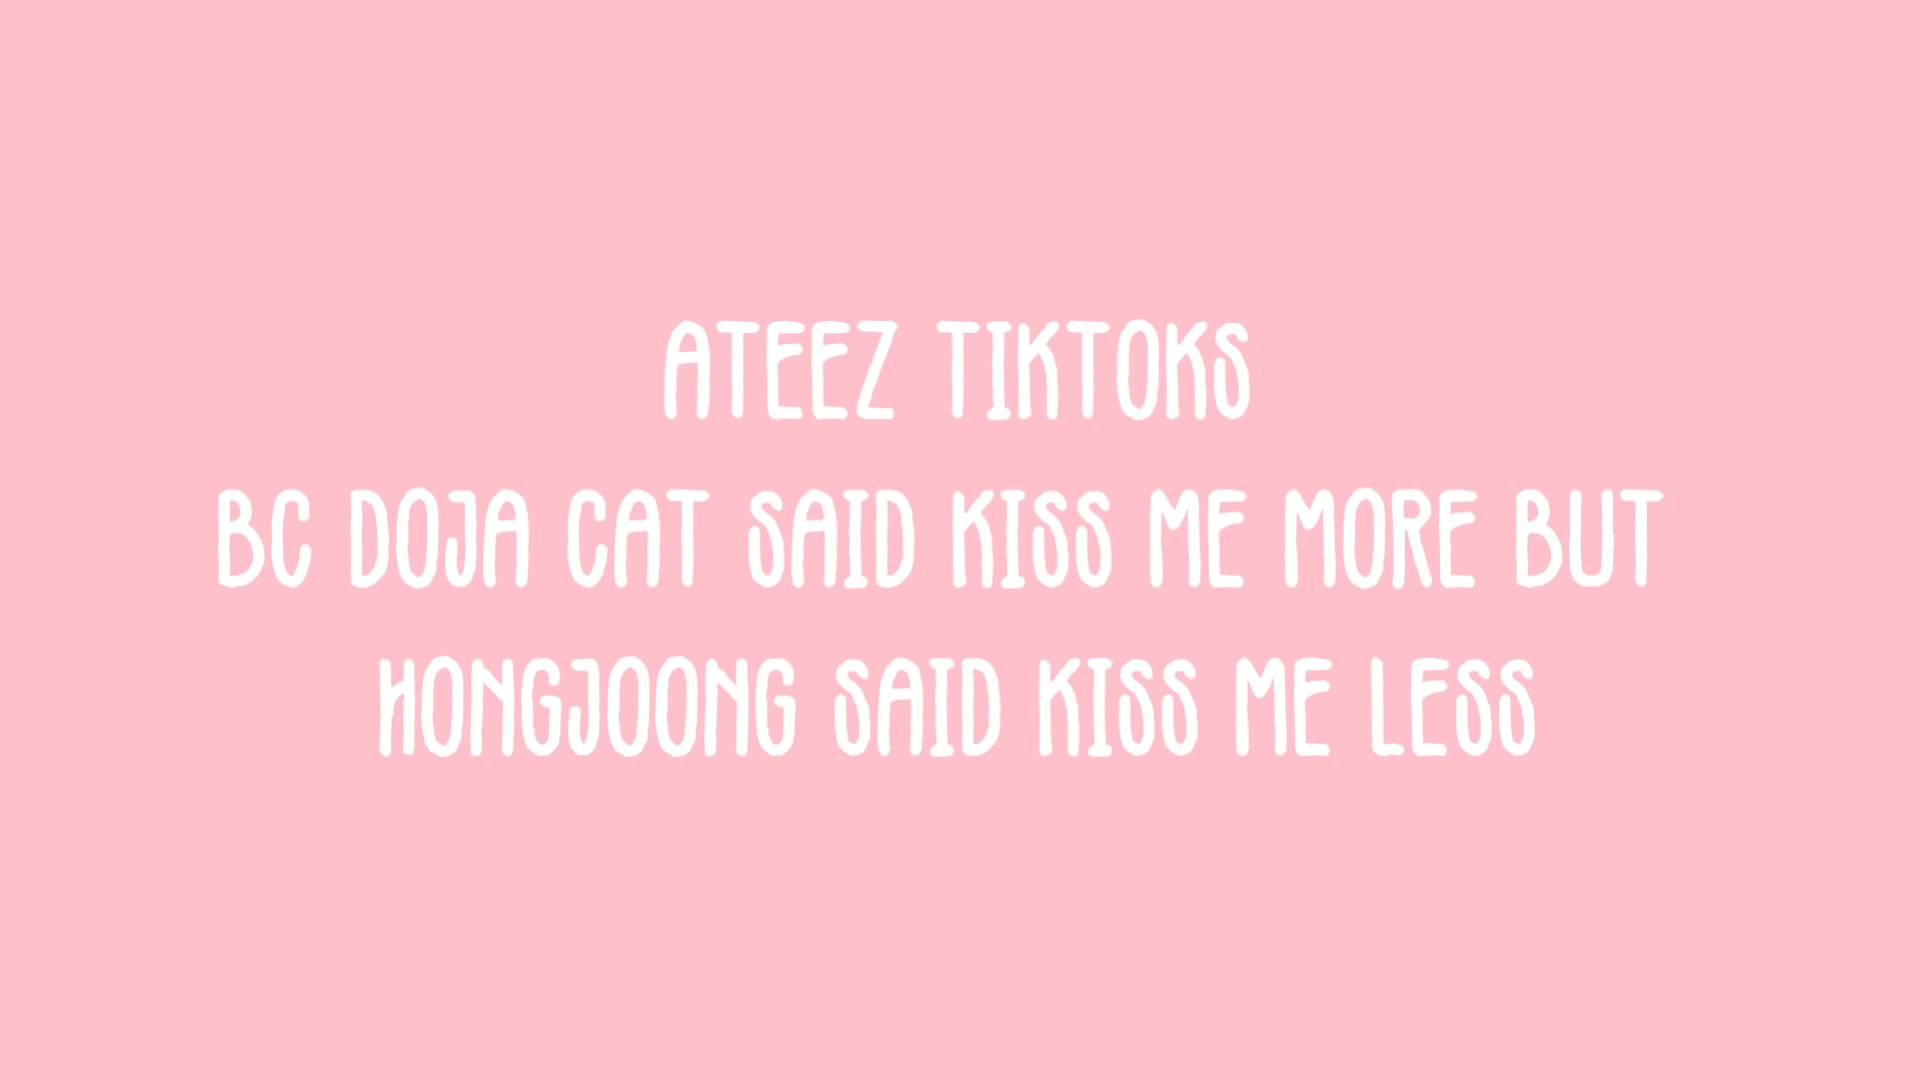 ATEEZ TIKTOKS
BC DOJA CAT SAID KISS ME MORE BUT
HONGJOONG SAID KISS ME LESS